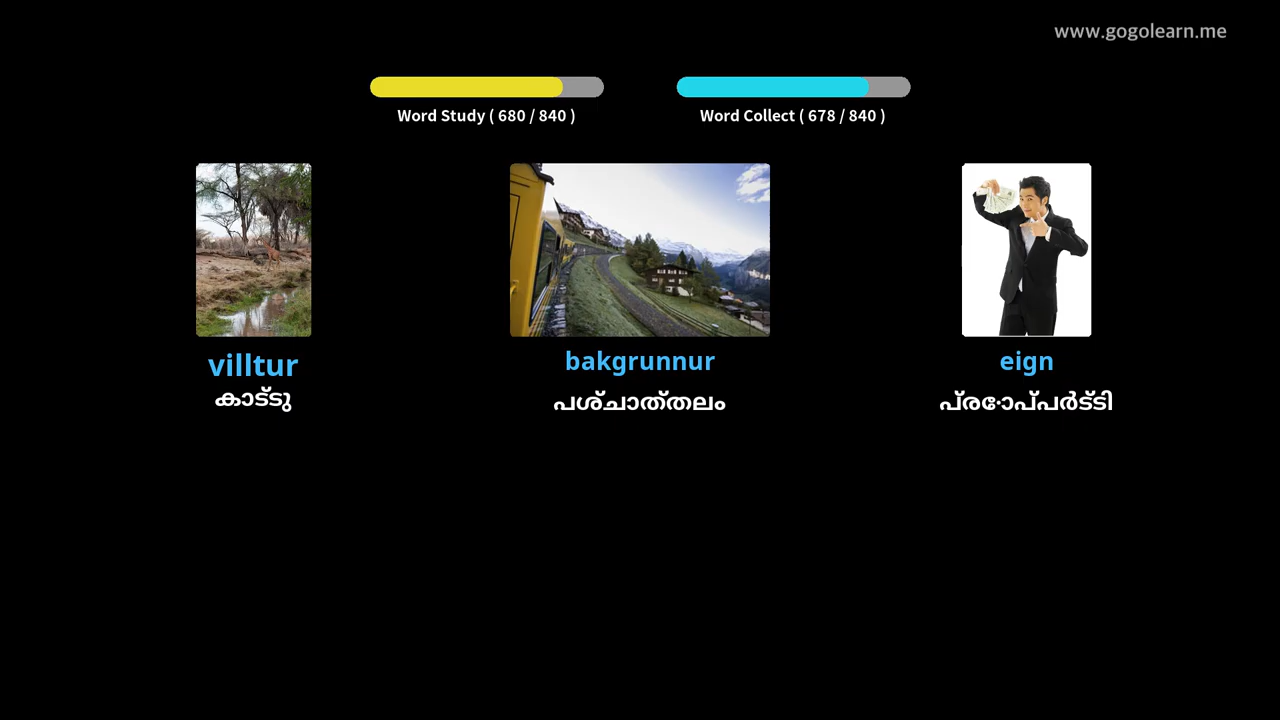 www.gogolearn.me
Word Study ( 680 / 840 )
Word Collect ( 678 / 840 )
villtur
കാട്ടു
bakgrunnur
പശ്ചാത്തലം
eign
പ്രോപ്പർട്ടി